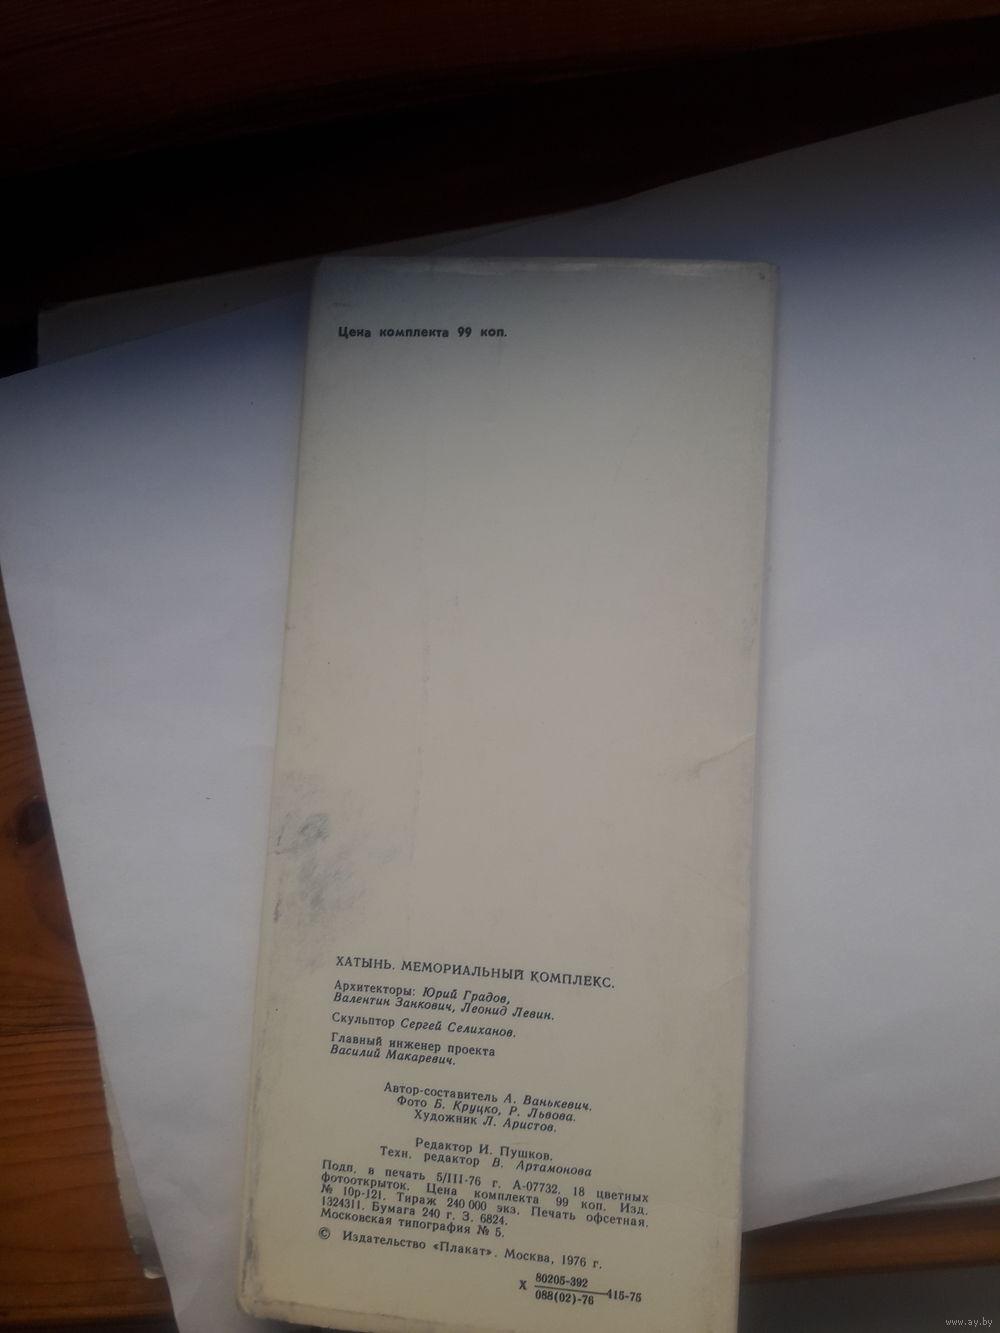 Цена комплекта 99 коп.
ХАТЫНЬ. МЕМОРИАЛЬНЫЙ КОМПЛЕКС.
Архитекторы: Юрий Градов,
Валентин Занкович, Леонид Левин.
Скульптор Сергей Селиханов.
Главный инженер проекта
Василий Макаревич.
Автор-составитель А. Ванькевич.
Фото Б. Круцко, Р. Львова.
Художник Л. Аристов.
Редактор И. Пушков.
Техн. редактор В. Артамонова
Подп. в печать 5/III-76 г. А-07732. 18 цветных
фотооткрыток. Цена комплекта 99 коп. Изд.
№ 10р-121. Тираж 240 000 экз. Печать офсетная.
1324311. Бумага 240 г. З. 6824.
Московская типография № 5.
© Издательство «Плакат». Москва, 1976 г.
Х 80205-392
088(02)-76 415-75
www.ay.by